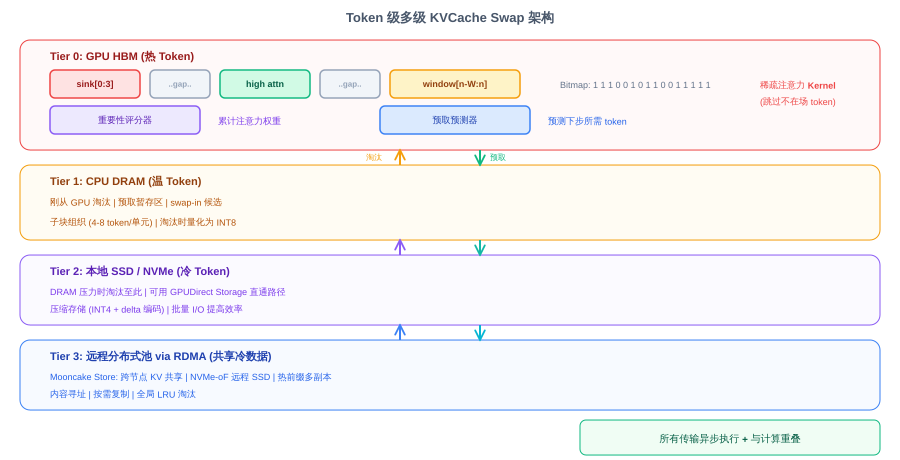 Token 级多级 KVCache Swap 架构
Tier 0: GPU HBM (热 Token)
sink[0:3]
..gap..
high attn
..gap..
window[n-W:n]
Bitmap: 1 1 1 0 0 1 0 1 1 0 0 1 1 1 1 1
稀疏注意力 Kernel
(跳过不在场 token)
重要性评分器
累计注意力权重
预取预测器
预测下步所需 token
淘汰
预取
Tier 1: CPU DRAM (温 Token)
刚从 GPU 淘汰 | 预取暂存区 | swap-in 候选
子块组织 (4-8 token/单元) | 淘汰时量化为 INT8
Tier 2: 本地 SSD / NVMe (冷 Token)
DRAM 压力时淘汰至此 | 可用 GPUDirect Storage 直通路径
压缩存储 (INT4 + delta 编码) | 批量 I/O 提高效率
Tier 3: 远程分布式池 via RDMA (共享冷数据)
Mooncake Store: 跨节点 KV 共享 | NVMe-oF 远程 SSD | 热前缀多副本
内容寻址 | 按需复制 | 全局 LRU 淘汰
所有传输异步执行 + 与计算重叠